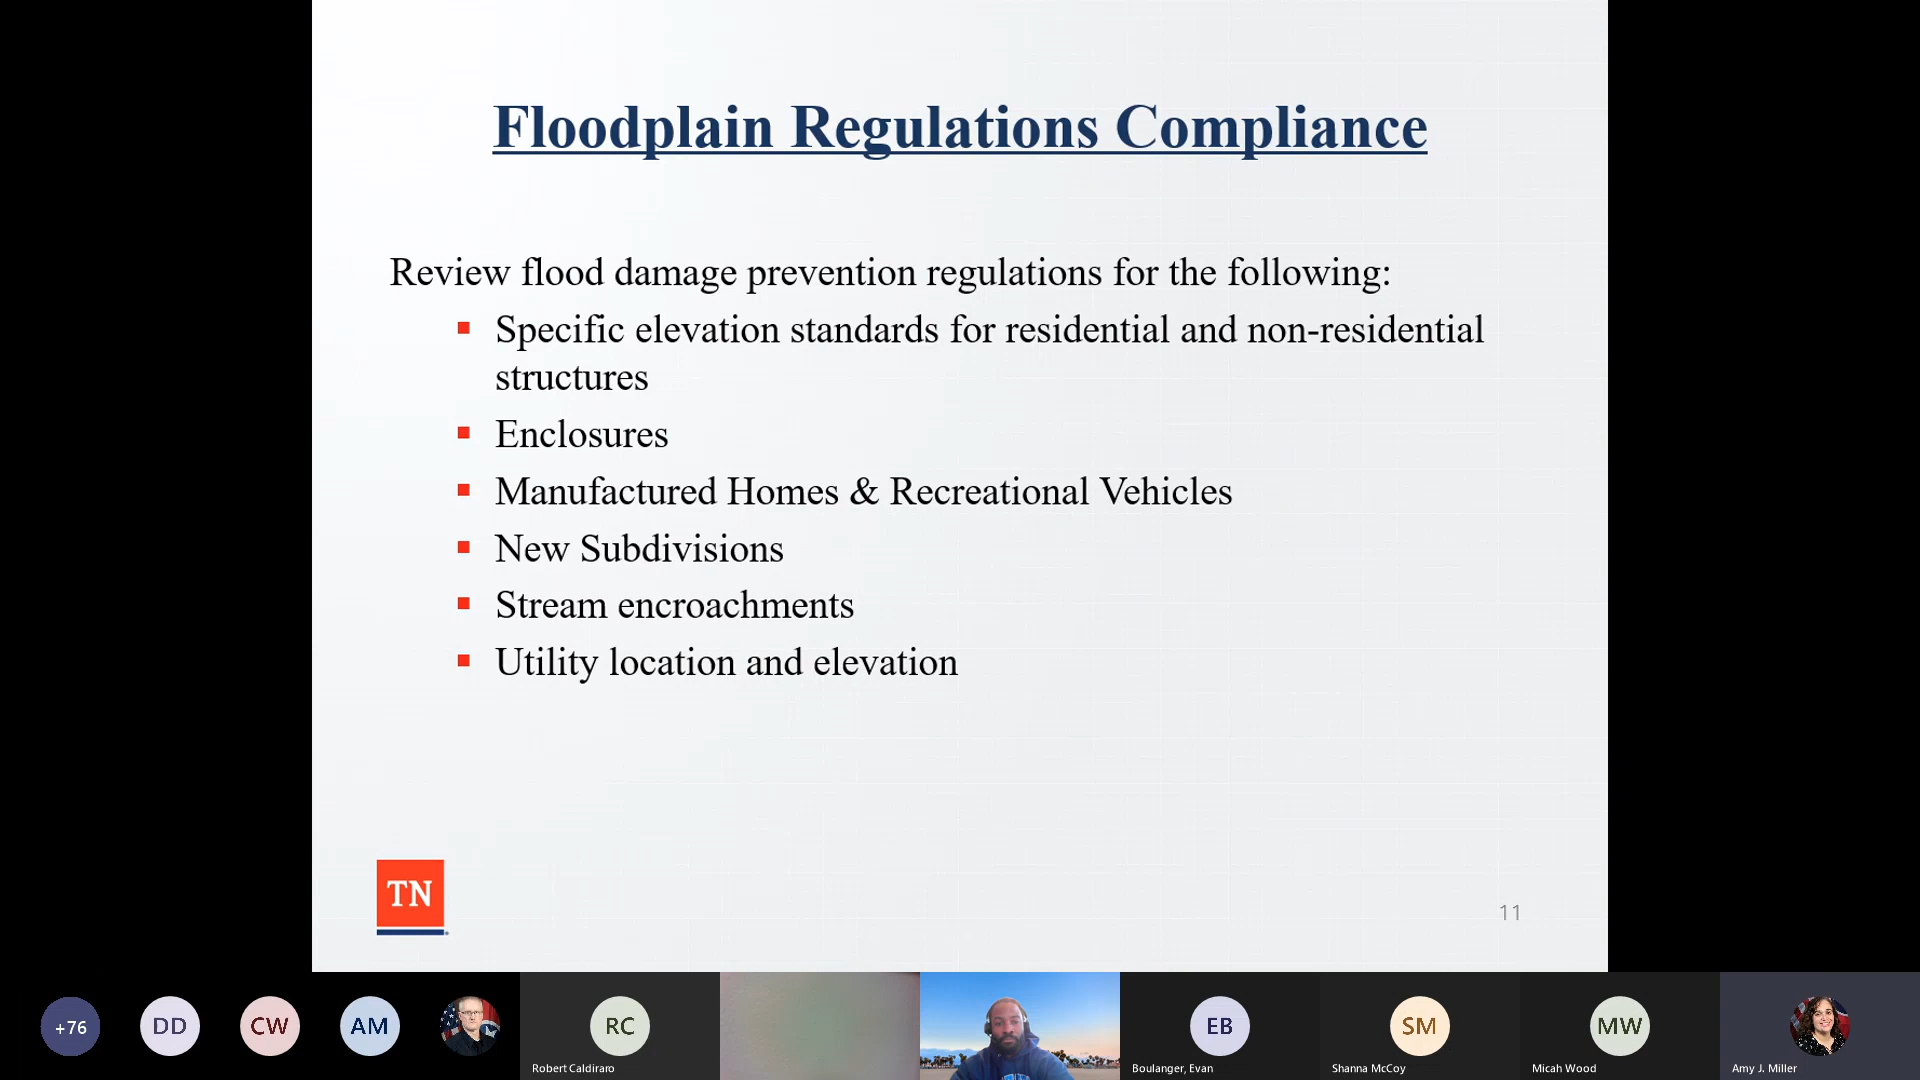 Floodplain Regulations Compliance
Review flood damage prevention regulations for the following:
Specific elevation standards for residential and non-residential
structures
Enclosures
Manufactured Homes & Recreational Vehicles
New Subdivisions
Stream encroachments
Utility location and elevation
TN
11
+76
DD
CW
AM
RC
EB
SM
MW
Robert Caldiraro
Boulanger, Evan
Shanna McCoy
Micah Wood
Amy J. Miller